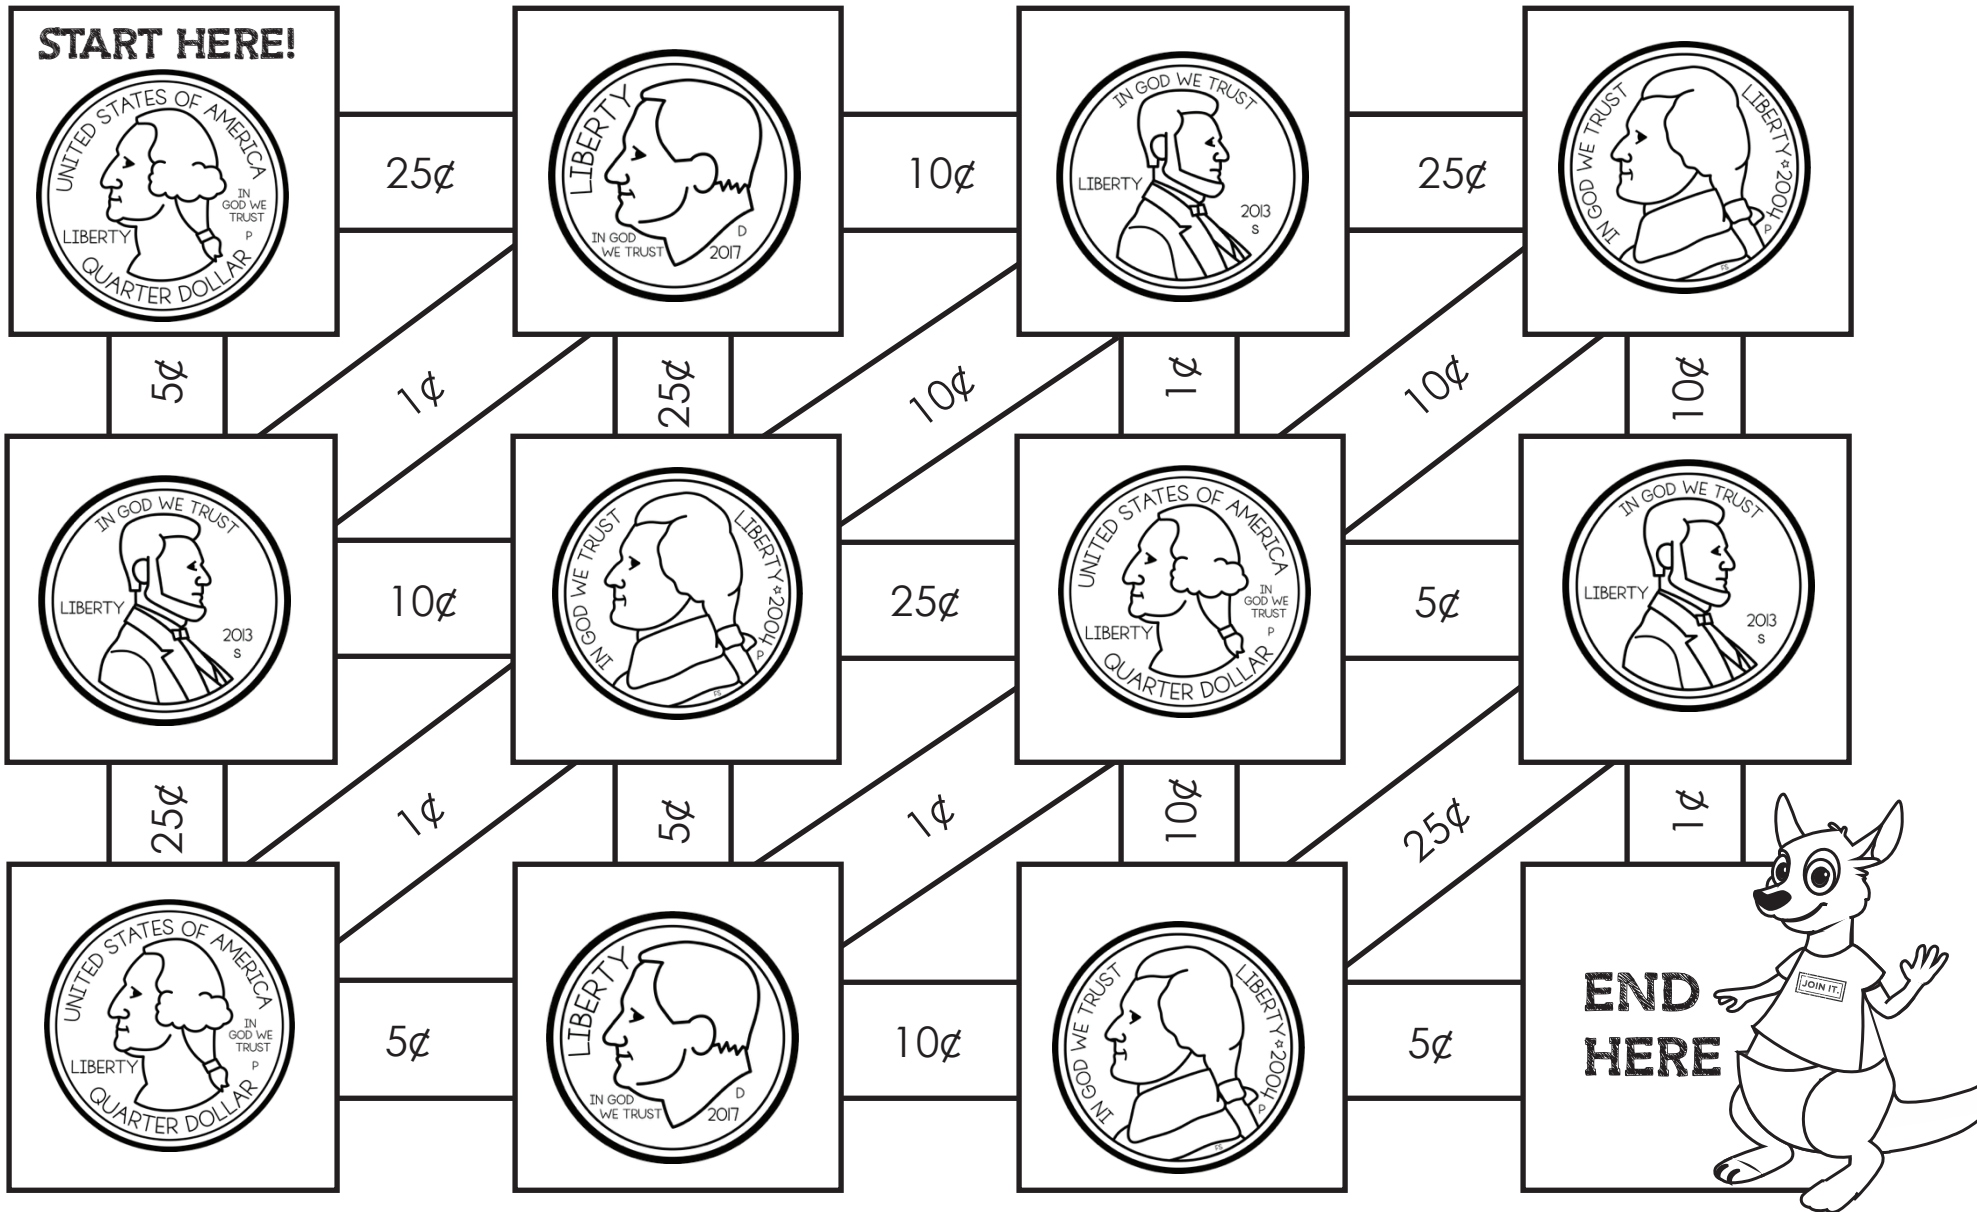 START HERE!
UNITED STATES OF AMERICA
IN
GOD WE
TRUST
P
LIBERTY
QUARTER DOLLAR
25¢
LIBERTY
IN GOD
WE TRUST
D
2017
10¢
IN GOD WE TRUST
LIBERTY
2013
S
25¢
IN GOD WE TRUST
LIBERTY☆2004
P
FS
5¢
1¢
25¢
10¢
1¢
10¢
10¢
IN GOD WE TRUST
LIBERTY
2013
S
10¢
IN GOD WE TRUST
LIBERTY☆2004
P
FS
25¢
UNITED STATES OF AMERICA
IN
GOD WE
TRUST
P
LIBERTY
QUARTER DOLLAR
5¢
IN GOD WE TRUST
LIBERTY
2013
S
25¢
1¢
5¢
1¢
10¢
25¢
1¢
UNITED STATES OF AMERICA
IN
GOD WE
TRUST
P
LIBERTY
QUARTER DOLLAR
5¢
LIBERTY
IN GOD
WE TRUST
D
2017
10¢
IN GOD WE TRUST
LIBERTY☆2004
P
FS
5¢
END
HERE
JOIN IT.